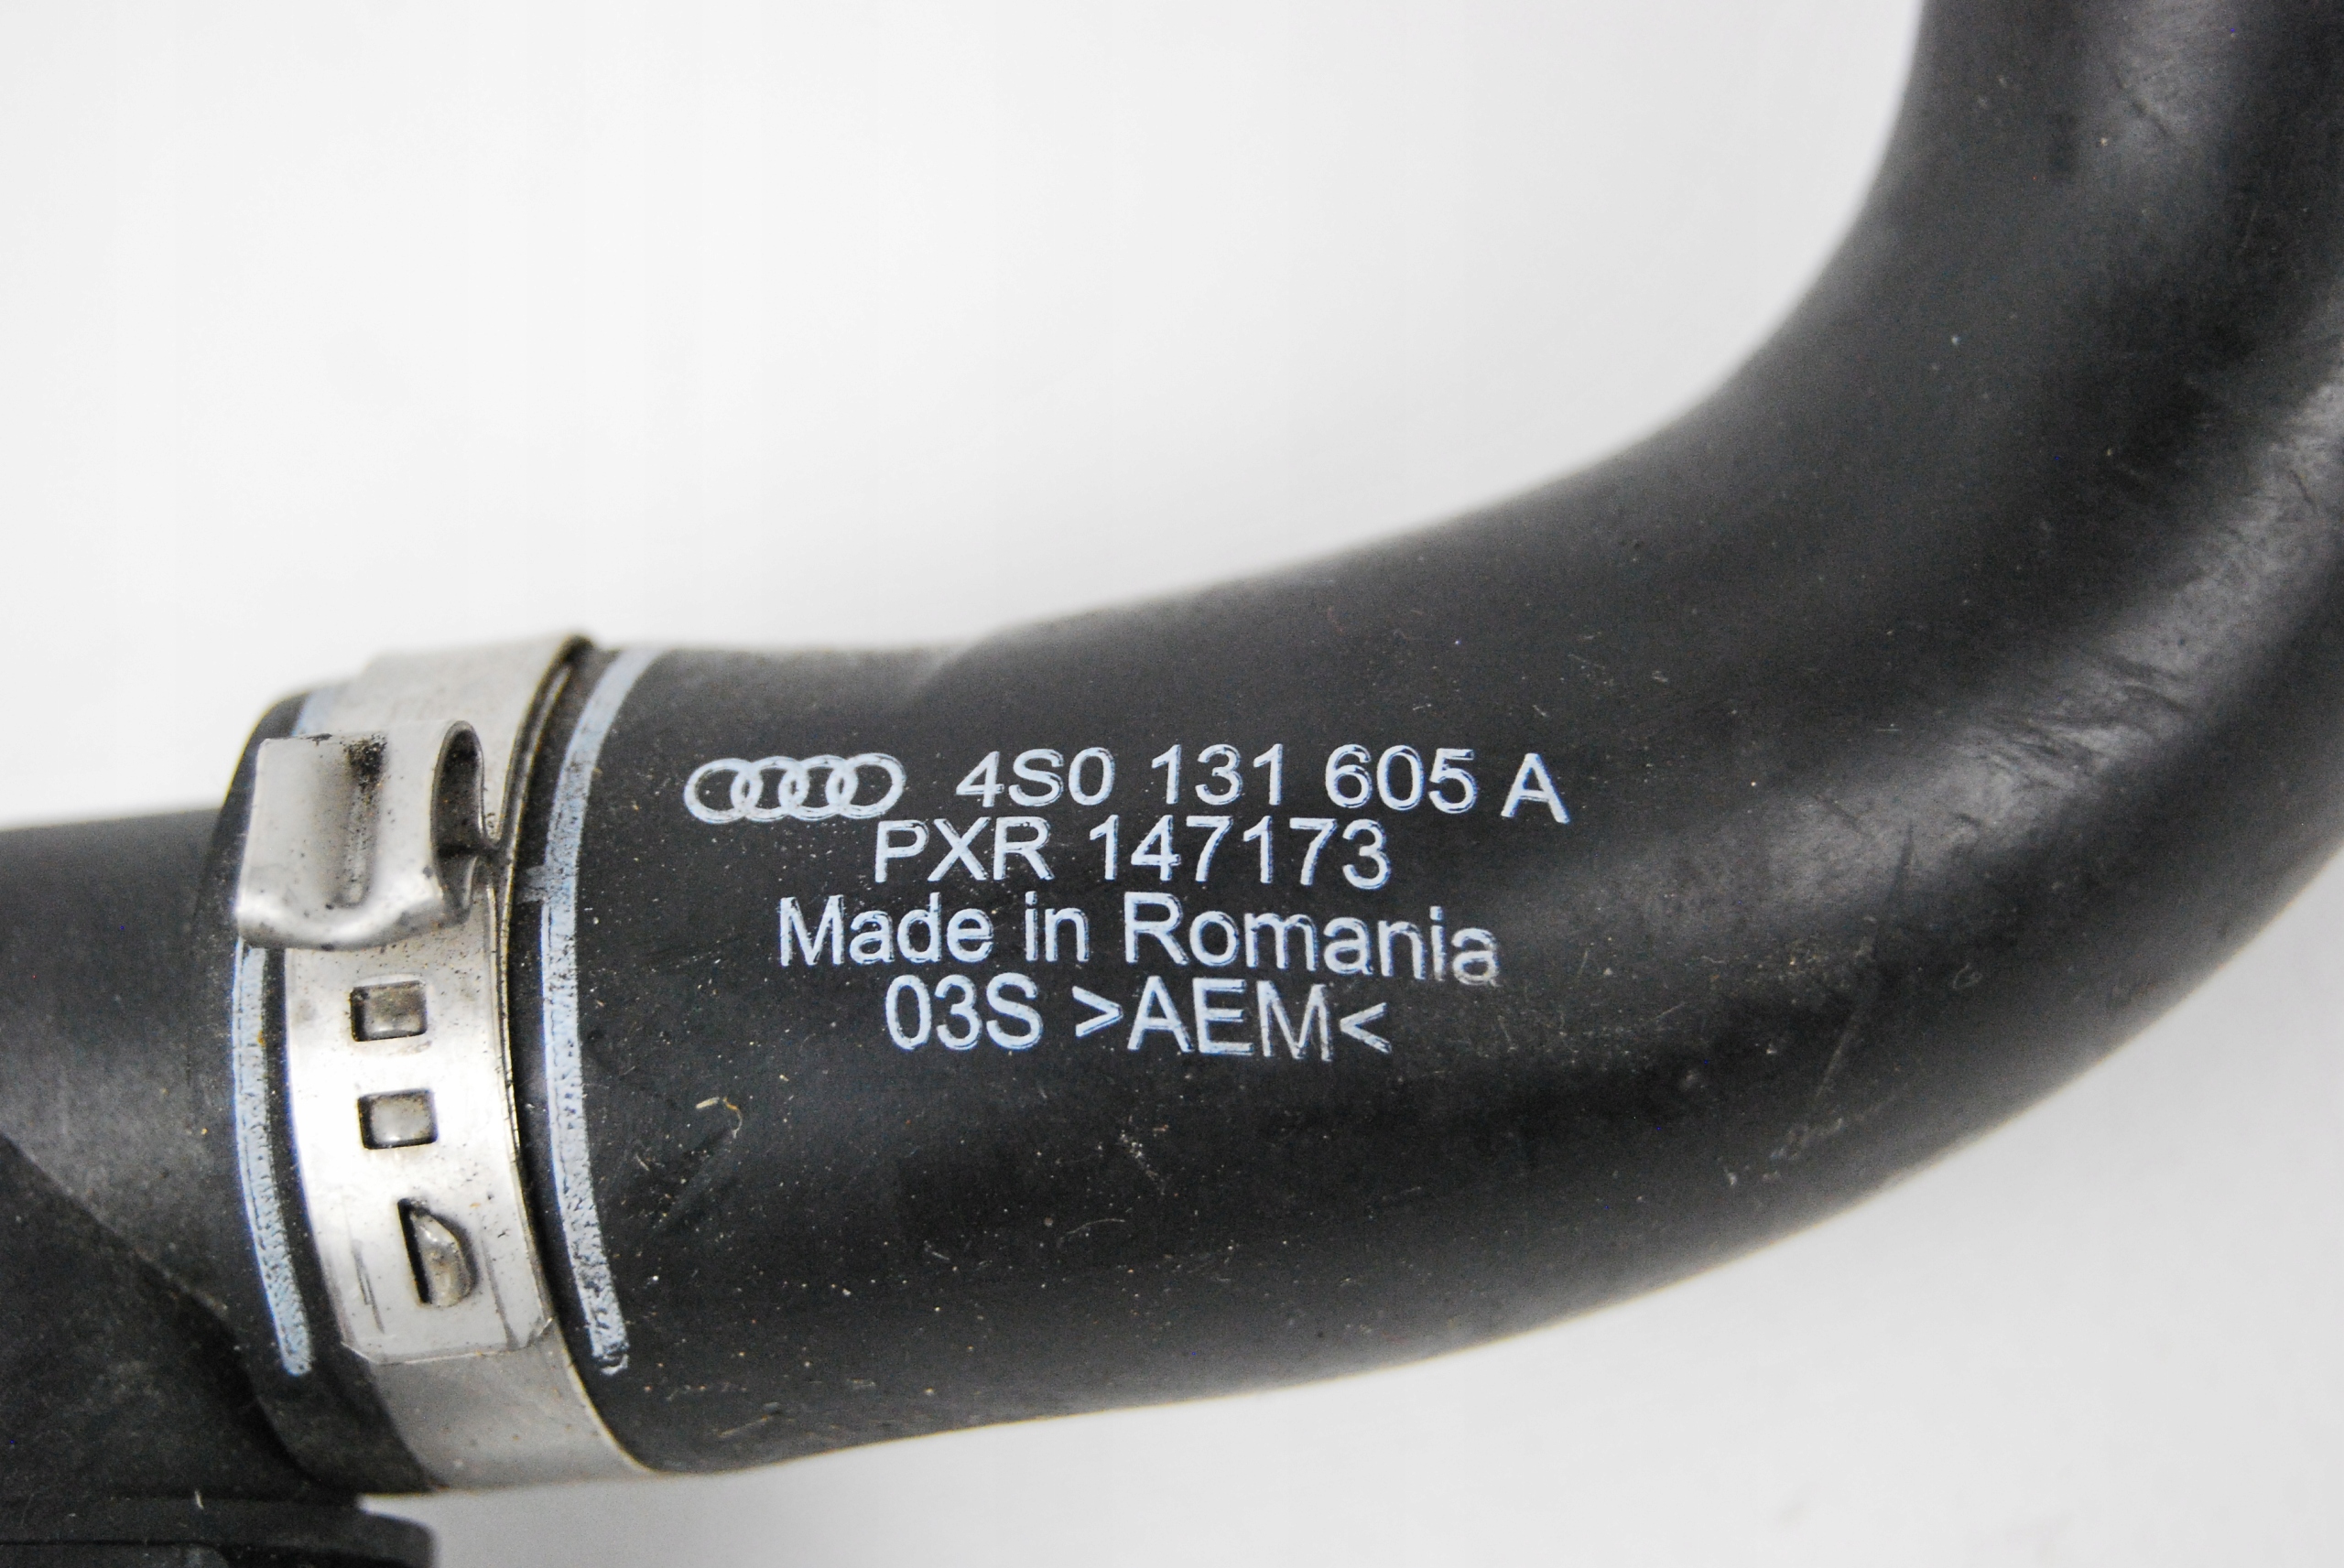 4S0 131 605 A
PXR 147173
Made in Romania
03S >AEM<